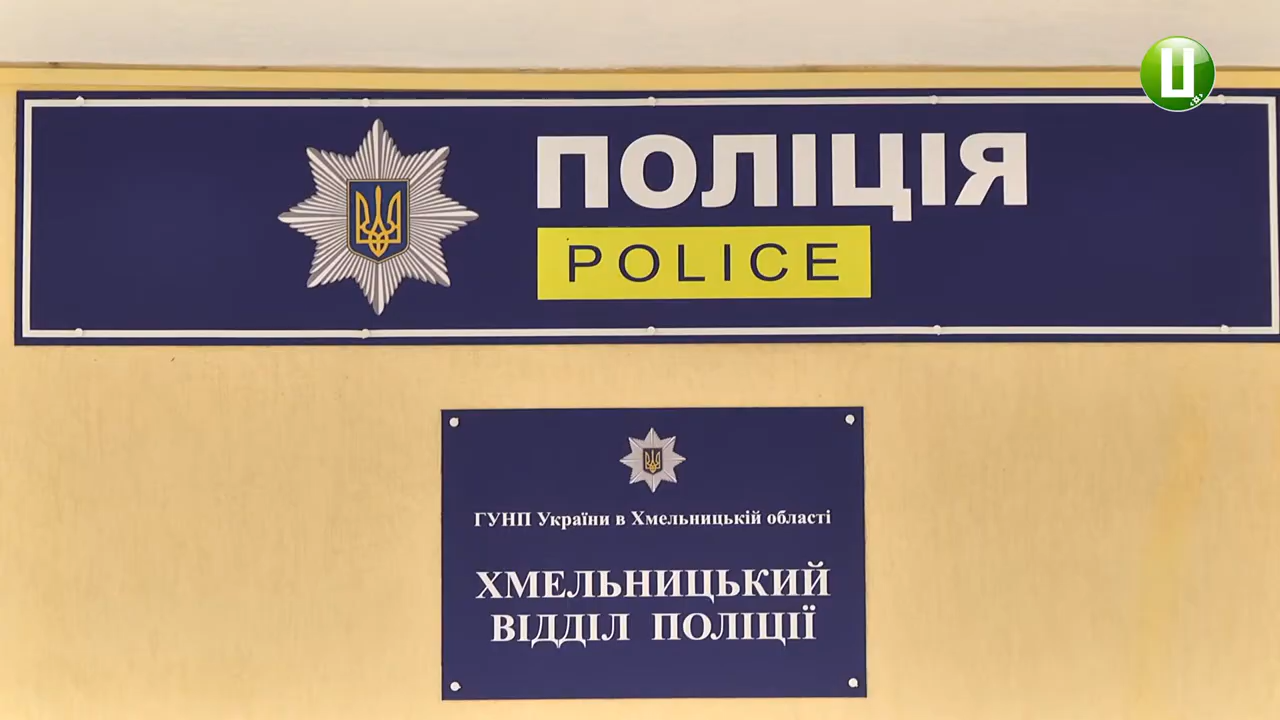 Ц
ПОЛІЦІЯ
POLICE
ГУНП України в Хмельницькій області
ХМЕЛЬНИЦЬКИЙ
ВІДДІЛ ПОЛІЦІЇ